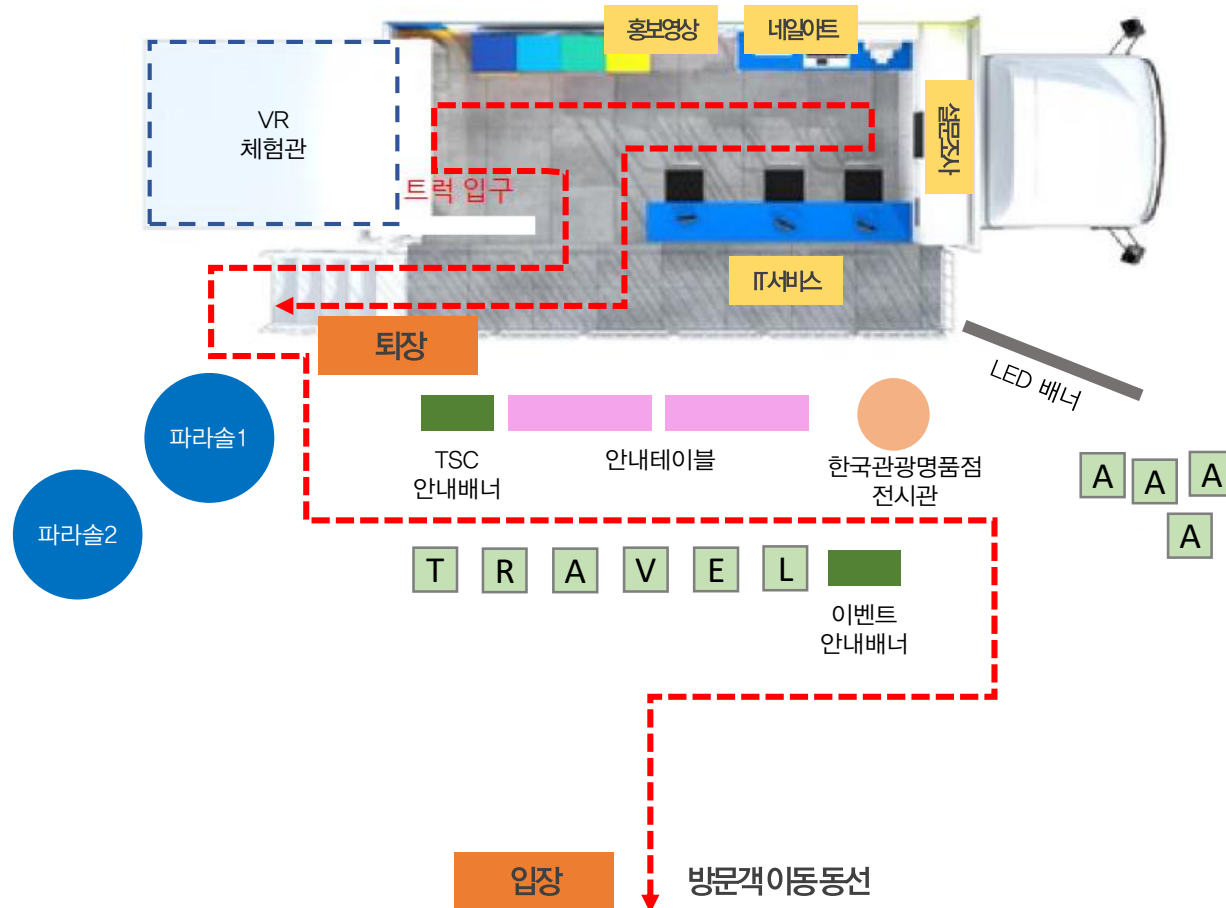 홍보영상
네일아트
설문조사
VR
체험관
트럭 입구
IT서비스
퇴장
LED 배너
파라솔1
TSC
안내배너
안내테이블
한국관광명품점
전시관
A A A
A
파라솔2
T R A V E L
이벤트
안내배너
입장
방문객 이동 동선